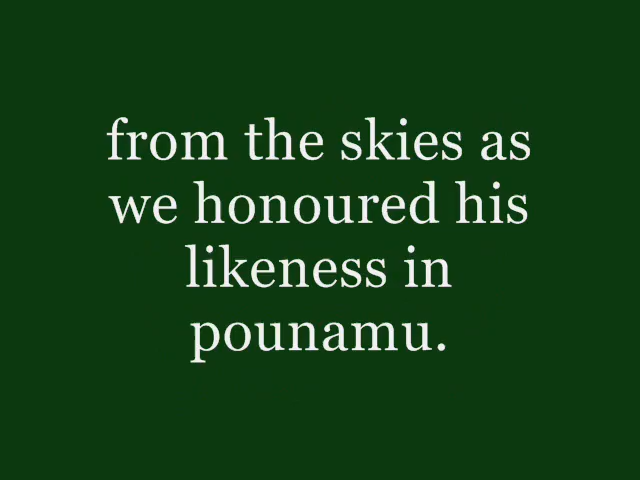 from the skies as
we honoured his
likeness in
pounamu.